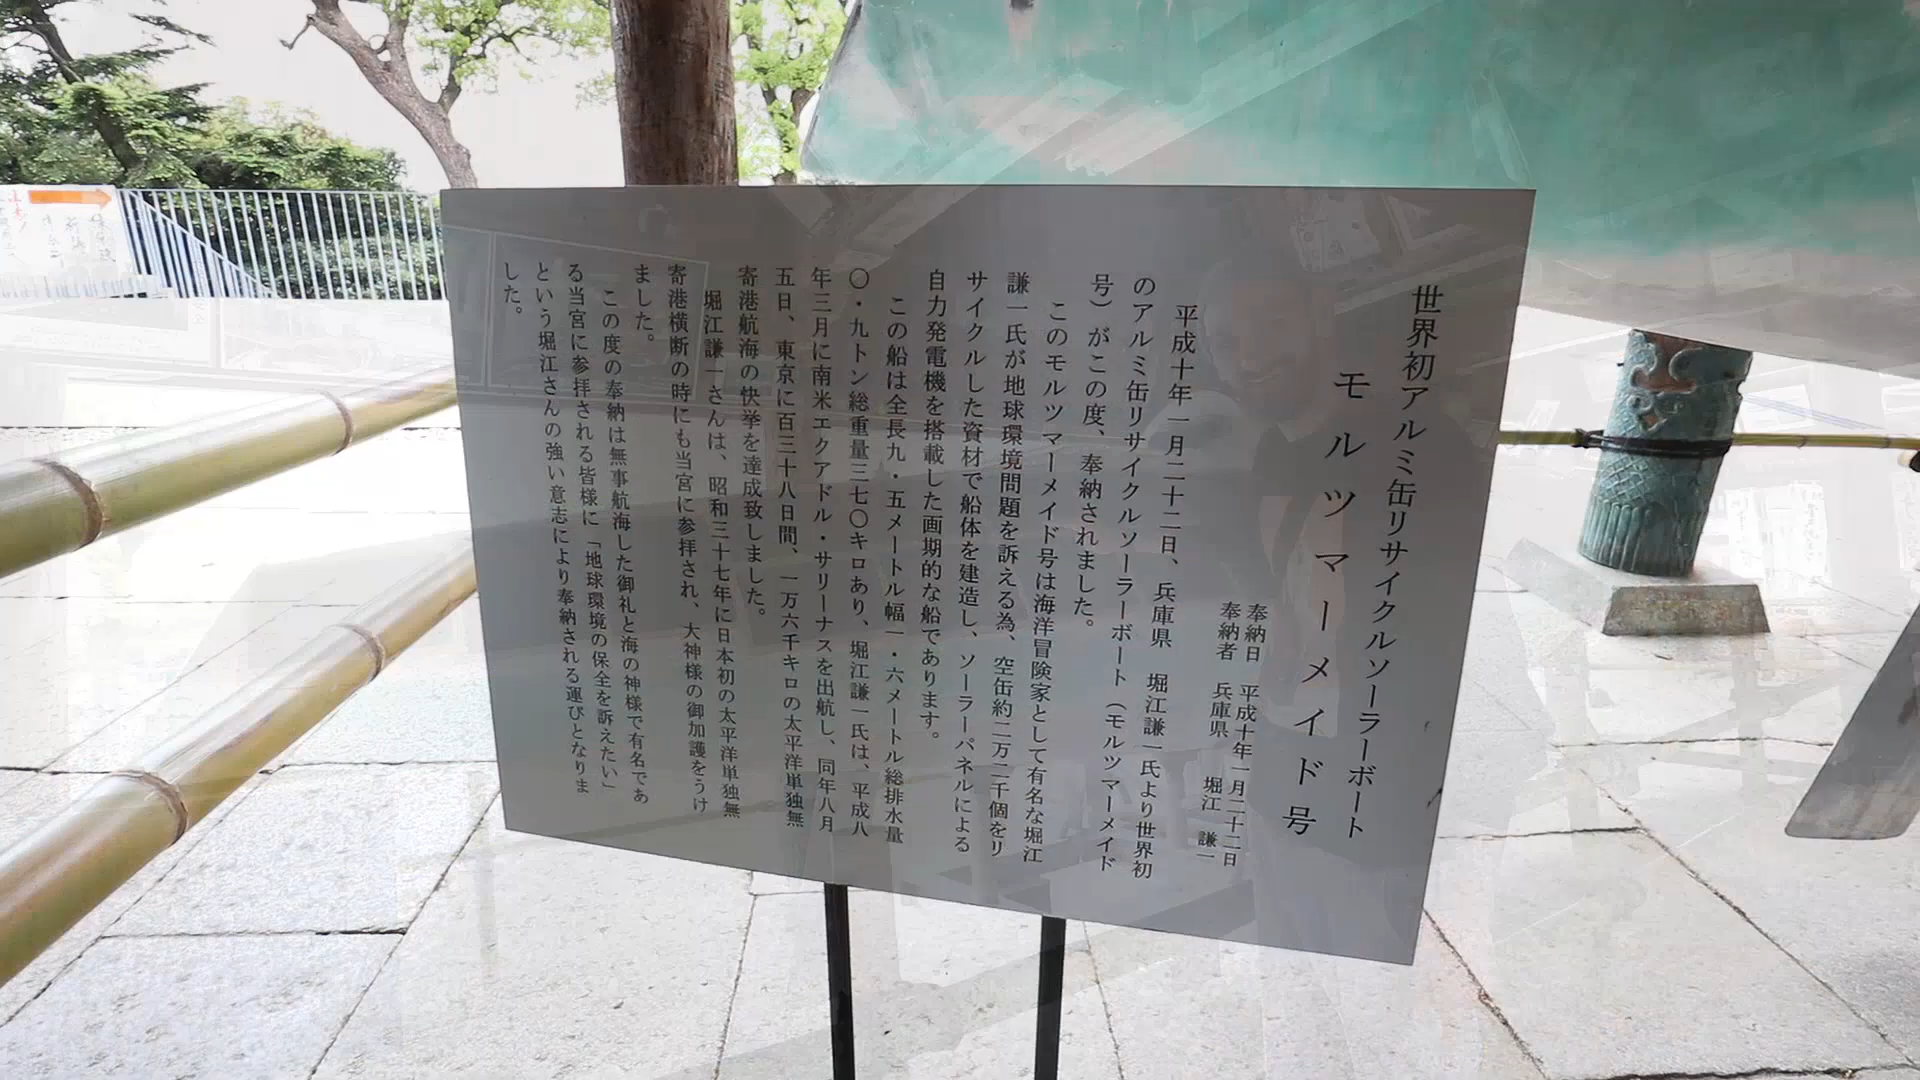 世界初アルミ缶リサイクルソーラーボート
モルツマーメイド号
奉納日 平成十年一月二十二日
奉納者 兵庫県 堀江 謙一
平成十年一月二十二日、兵庫県 堀江謙一氏より世界初
のアルミ缶リサイクルソーラーボート（モルツマーメイド
号）がこの度、奉納されました。
このモルツマーメイド号は海洋冒険家として有名な堀江
謙一氏が地球環境問題を訴える為、空缶約二万二千個をリ
サイクルした資材で船体を建造し、ソーラーパネルによる
自力発電機を搭載した画期的な船であります。
この船は全長九・五メートル幅一・六メートル総排水量
〇・九トン総重量三七〇キロあり、堀江謙一氏は、平成八
年三月に南米エクアドル・サリーナスを出航し、同年八月
五日、東京に百三十八日間、一万六千キロの太平洋単独無
寄港航海の快挙を達成致しました。
堀江謙一さんは、昭和三十七年に日本初の太平洋単独無
寄港横断の時にも当宮に参拝され、大神様の御加護をうけ
ました。
この度の奉納は無事航海した御礼と海の神様で有名であ
る当宮に参拝される皆様に「地球環境の保全を訴えたい」
という堀江さんの強い意志により奉納される運びとなりま
した。